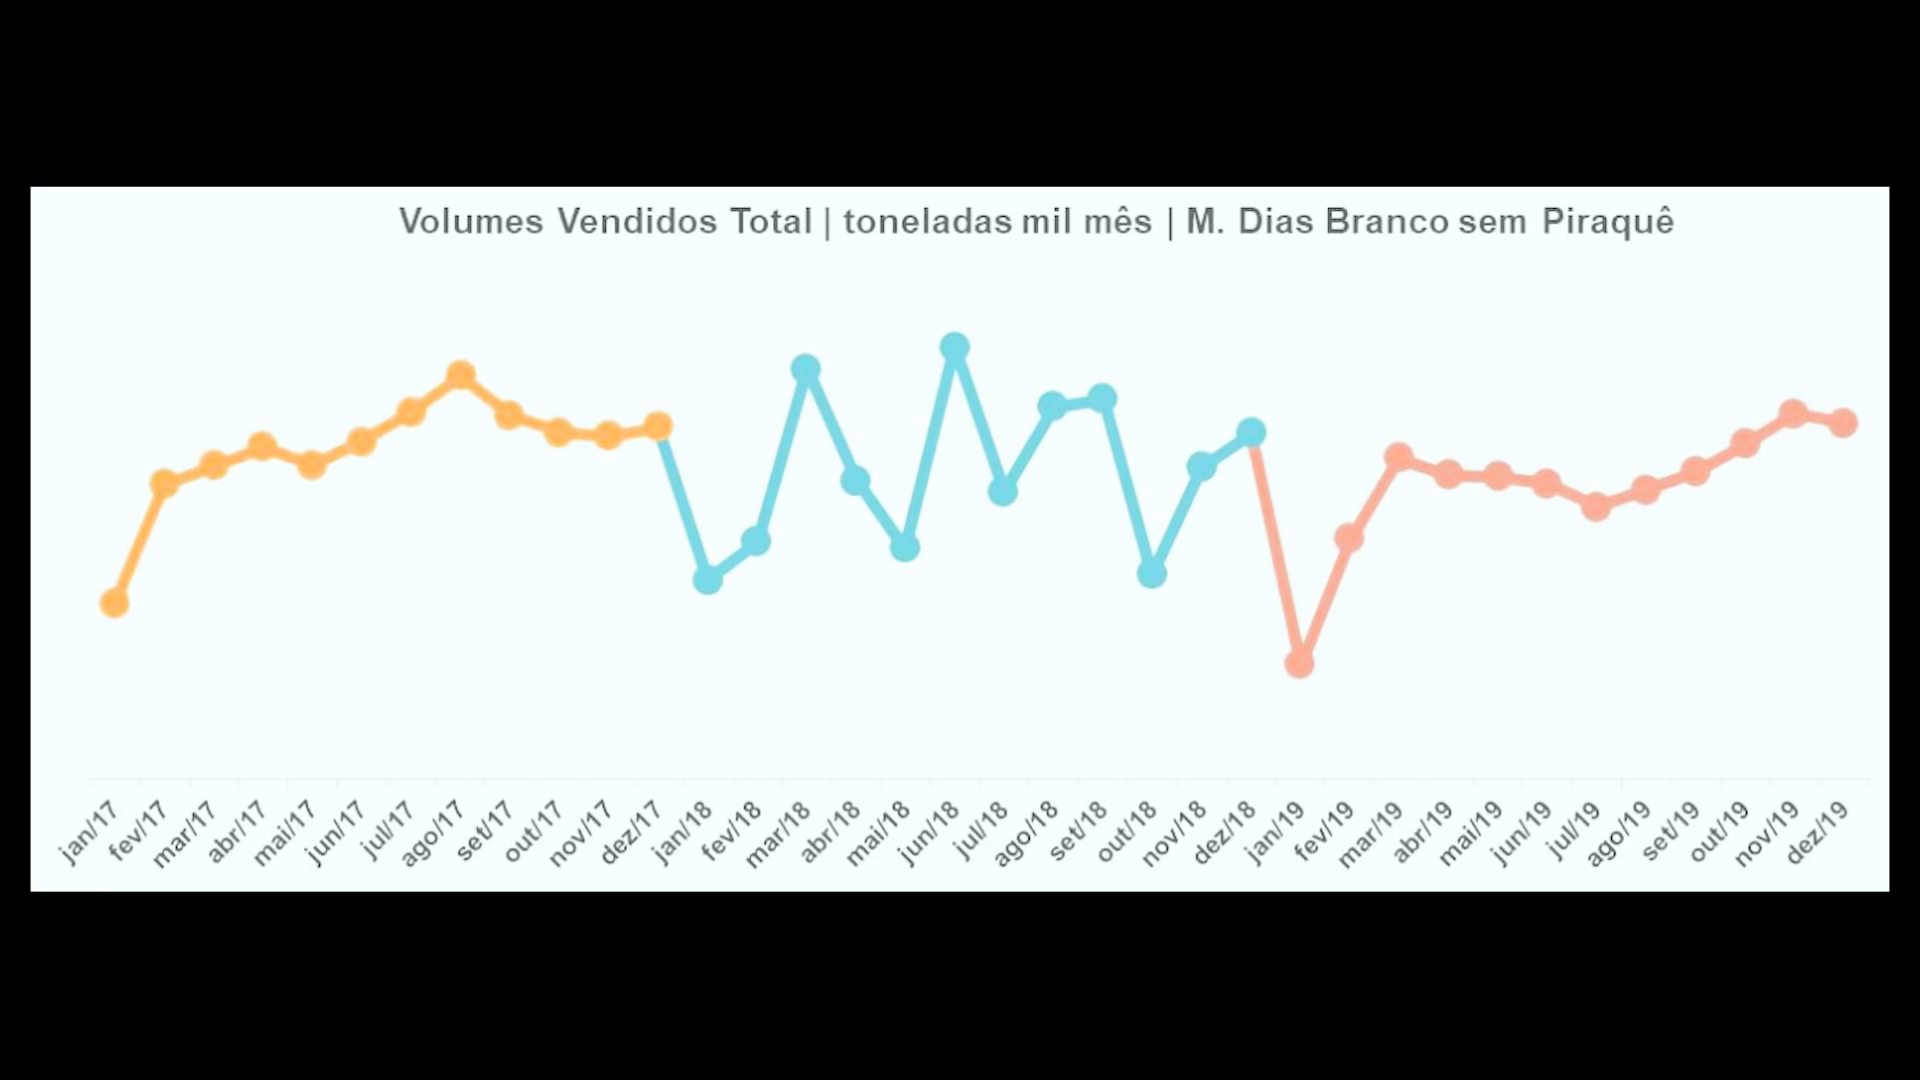 Volumes Vendidos Total | toneladas mil mês | M. Dias Branco sem Piraquê
jan/17
fev/17
mar/17
abr/17
mai/17
jun/17
jul/17
ago/17
set/17
out/17
nov/17
dez/17
jan/18
fev/18
mar/18
abr/18
mai/18
jun/18
jul/18
ago/18
set/18
out/18
nov/18
dez/18
jan/19
fev/19
mar/19
abr/19
mai/19
jun/19
jul/19
ago/19
set/19
out/19
nov/19
dez/19